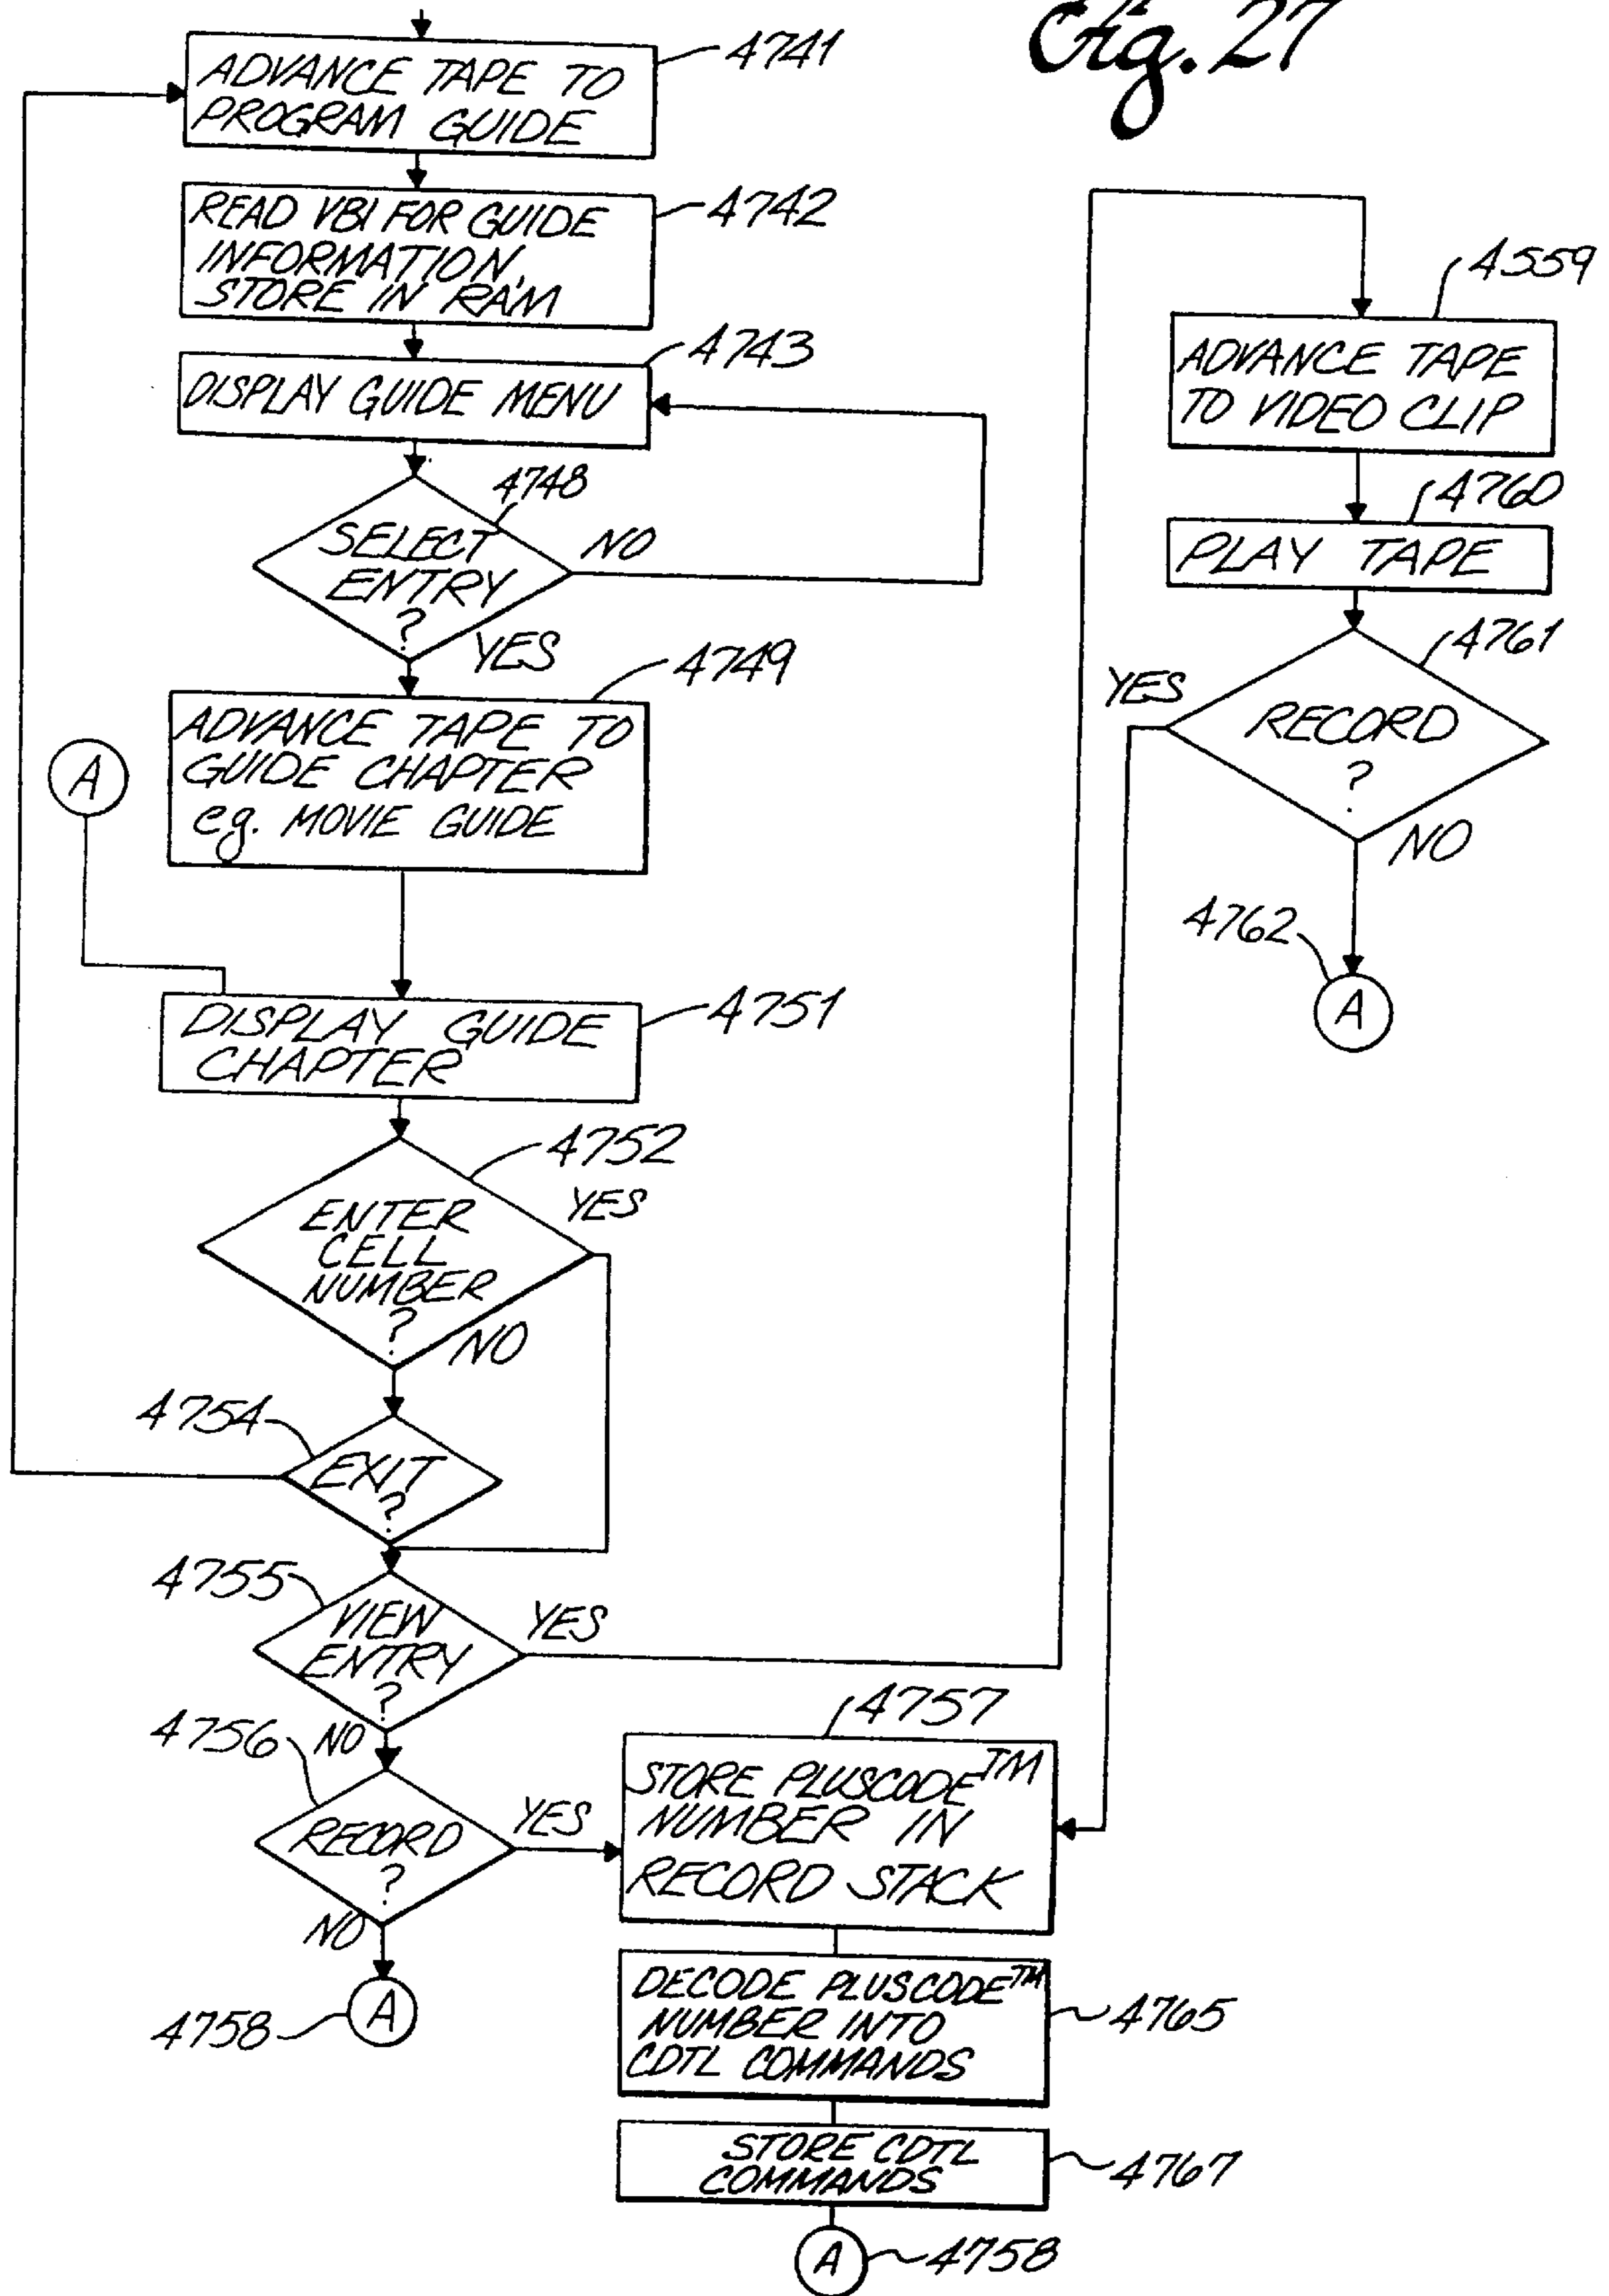 Fig. 27
4741
ADVANCE TAPE TO
PROGRAM GUIDE
4742
READ VBI FOR GUIDE
INFORMATION,
STORE IN RAM
4743
DISPLAY GUIDE MENU
4748
SELECT
ENTRY
?
NO
YES
4749
ADVANCE TAPE TO
GUIDE CHAPTER
e.g. MOVIE GUIDE
A
4751
DISPLAY GUIDE
CHAPTER
4752
ENTER
CELL
NUMBER
?
YES
NO
4754
EXIT
?
4755
VIEW
ENTRY
?
YES
NO
4756
RECORD
?
YES
NO
A
4758
4757
STORE PLUSCODE™
NUMBER IN
RECORD STACK
DECODE PLUSCODE™
NUMBER INTO
CDTL COMMANDS
4765
STORE CDTL
COMMANDS
4767
A
4758
4559
ADVANCE TAPE
TO VIDEO CLIP
4760
PLAY TAPE
4761
YES
RECORD
?
NO
4762
A